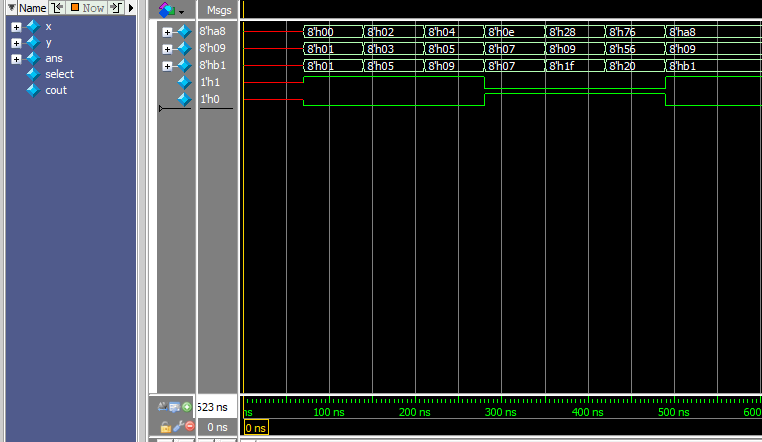 Name Now Msgs
x 8'ha8 8'h00 8'h02 8'h04 8'h0e 8'h28 8'h76 8'ha8
y 8'h09 8'h01 8'h03 8'h05 8'h07 8'h09 8'h56 8'h09
ans 8'hb1 8'h01 8'h05 8'h09 8'h07 8'h1f 8'h20 8'hb1
select 1'h1
cout 1'h0
523 ns ns 100 ns 200 ns 300 ns 400 ns 500 ns 600
0 ns 0 ns